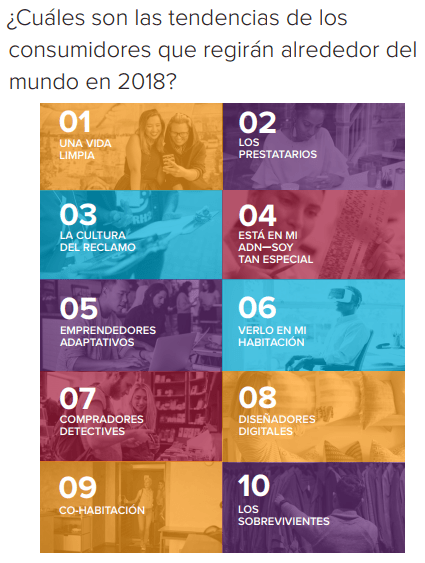 ¿Cuáles son las tendencias de los
consumidores que regirán alrededor del
mundo en 2018?
01
UNA VIDA
LIMPIA
02
LOS
PRESTATARIOS
03
LA CULTURA
DEL RECLAMO
04
ESTÁ EN MI
ADN—SOY
TAN ESPECIAL
05
EMPRENDEDORES
ADAPTATIVOS
06
VERLO EN MI
HABITACIÓN
07
COMPRADORES
DETECTIVES
08
DISEÑADORES
DIGITALES
09
CO-HABITACIÓN
10
LOS
SOBREVIVIENTES